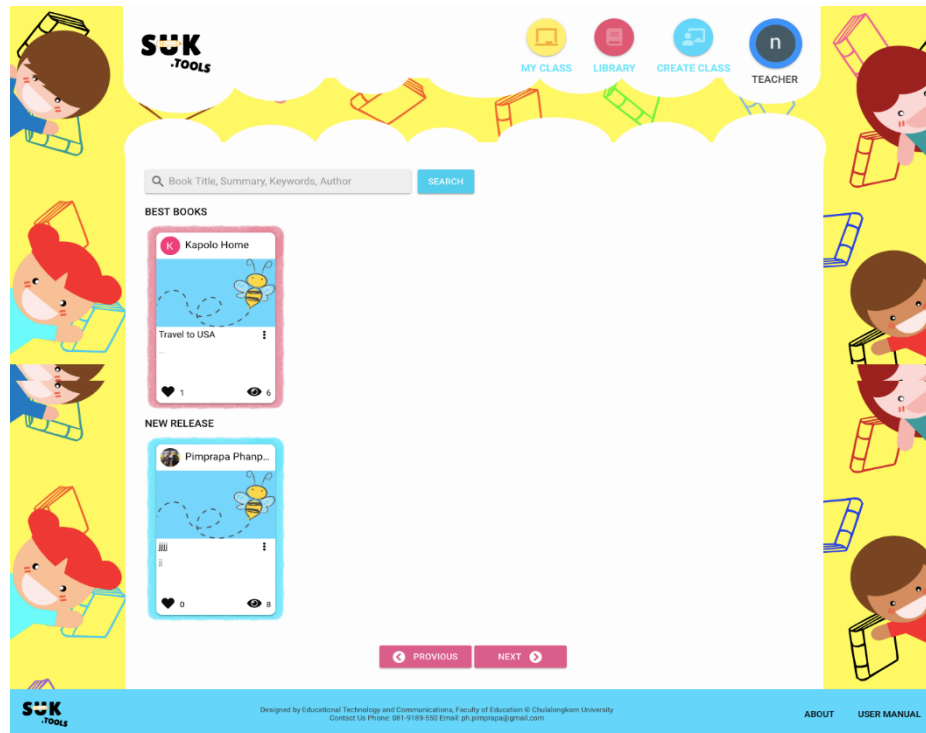 SUK
.TOOLS
MY CLASS
LIBRARY
CREATE CLASS
n
TEACHER
Book Title, Summary, Keywords, Author
SEARCH
BEST BOOKS
K
Kapolo Home
Travel to USA
...
1
6
NEW RELEASE
Pimprapa Phanp...
jjjjj
0
8
PROVIOUS
NEXT
SUK
.TOOLS
Designed by Educational Technology and Communications, Faculty of Education © Chulalongkorn University
Contact Us Phone: 081-9189-550 Email: ph.pimprapa@gmail.com
ABOUT
USER MANUAL